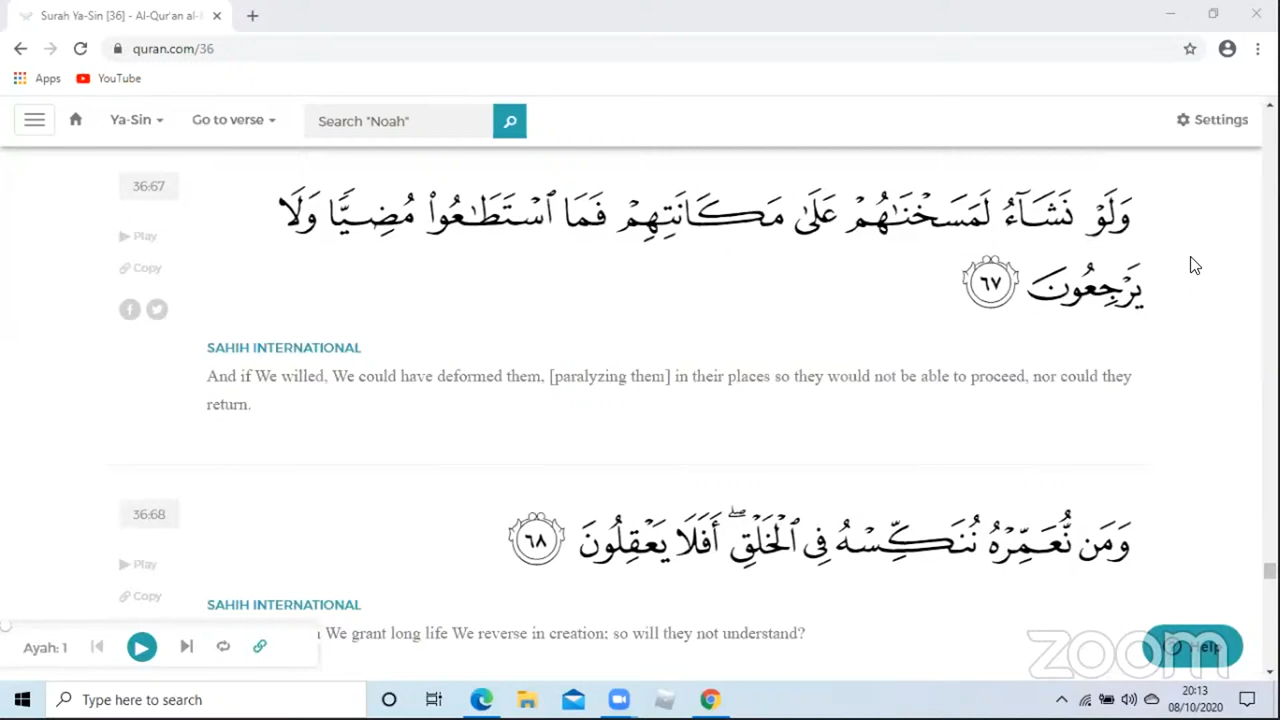 Surah Ya-Sin [36] - Al-Qur'an al-
quran.com/36
Apps YouTube
Ya-Sin Go to verse Search "Noah" Settings
36:67
وَلَوْ نَشَآءُ لَمَسَخْنَـٰهُمْ عَلَىٰ مَكَانَتِهِمْ فَمَا ٱسْتَطَـٰعُوا۟ مُضِيًّا وَلَا
Play
يَرْجِعُونَ ٦٧
Copy
SAHIH INTERNATIONAL
And if We willed, We could have deformed them, [paralyzing them] in their places so they would not be able to proceed, nor could they
return.
36:68
وَمَن نُّعَمِّرْهُ نُنَكِّسْهُ فِى ٱلْخَلْقِ ۖ أَفَلَا يَعْقِلُونَ ٦٨
Play
Copy
SAHIH INTERNATIONAL
We grant long life We reverse in creation; so will they not understand?
Ayah: 1
zoom
Help
Type here to search
20:13
08/10/2020